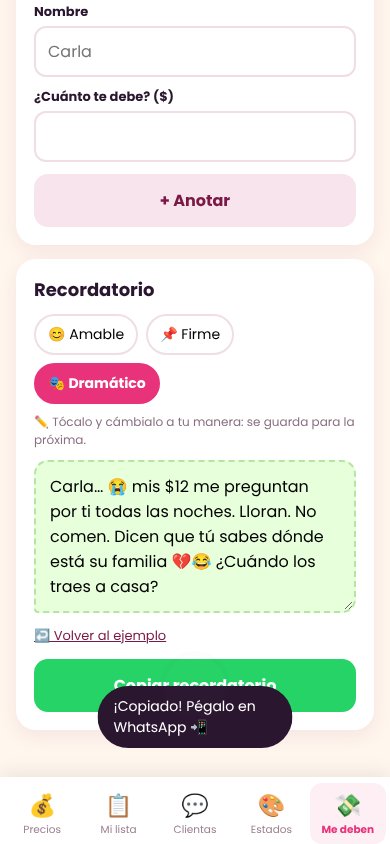 Nombre
Carla
¿Cuánto te debe? ($)
+ Anotar
Recordatorio
😊 Amable
📌 Firme
🎭 Dramático
✏️ Tócalo y cámbialo a tu manera: se guarda para la
próxima.
Carla... 😭 mis $12 me preguntan
por ti todas las noches. Lloran. No
comen. Dicen que tú sabes dónde
está su familia 💔😂 ¿Cuándo los
traes a casa?
↩️ Volver al ejemplo
Copiar recordatorio
¡Copiado! Pégalo en
WhatsApp 📲
Precios
Mi lista
Clientas
Estados
Me deben